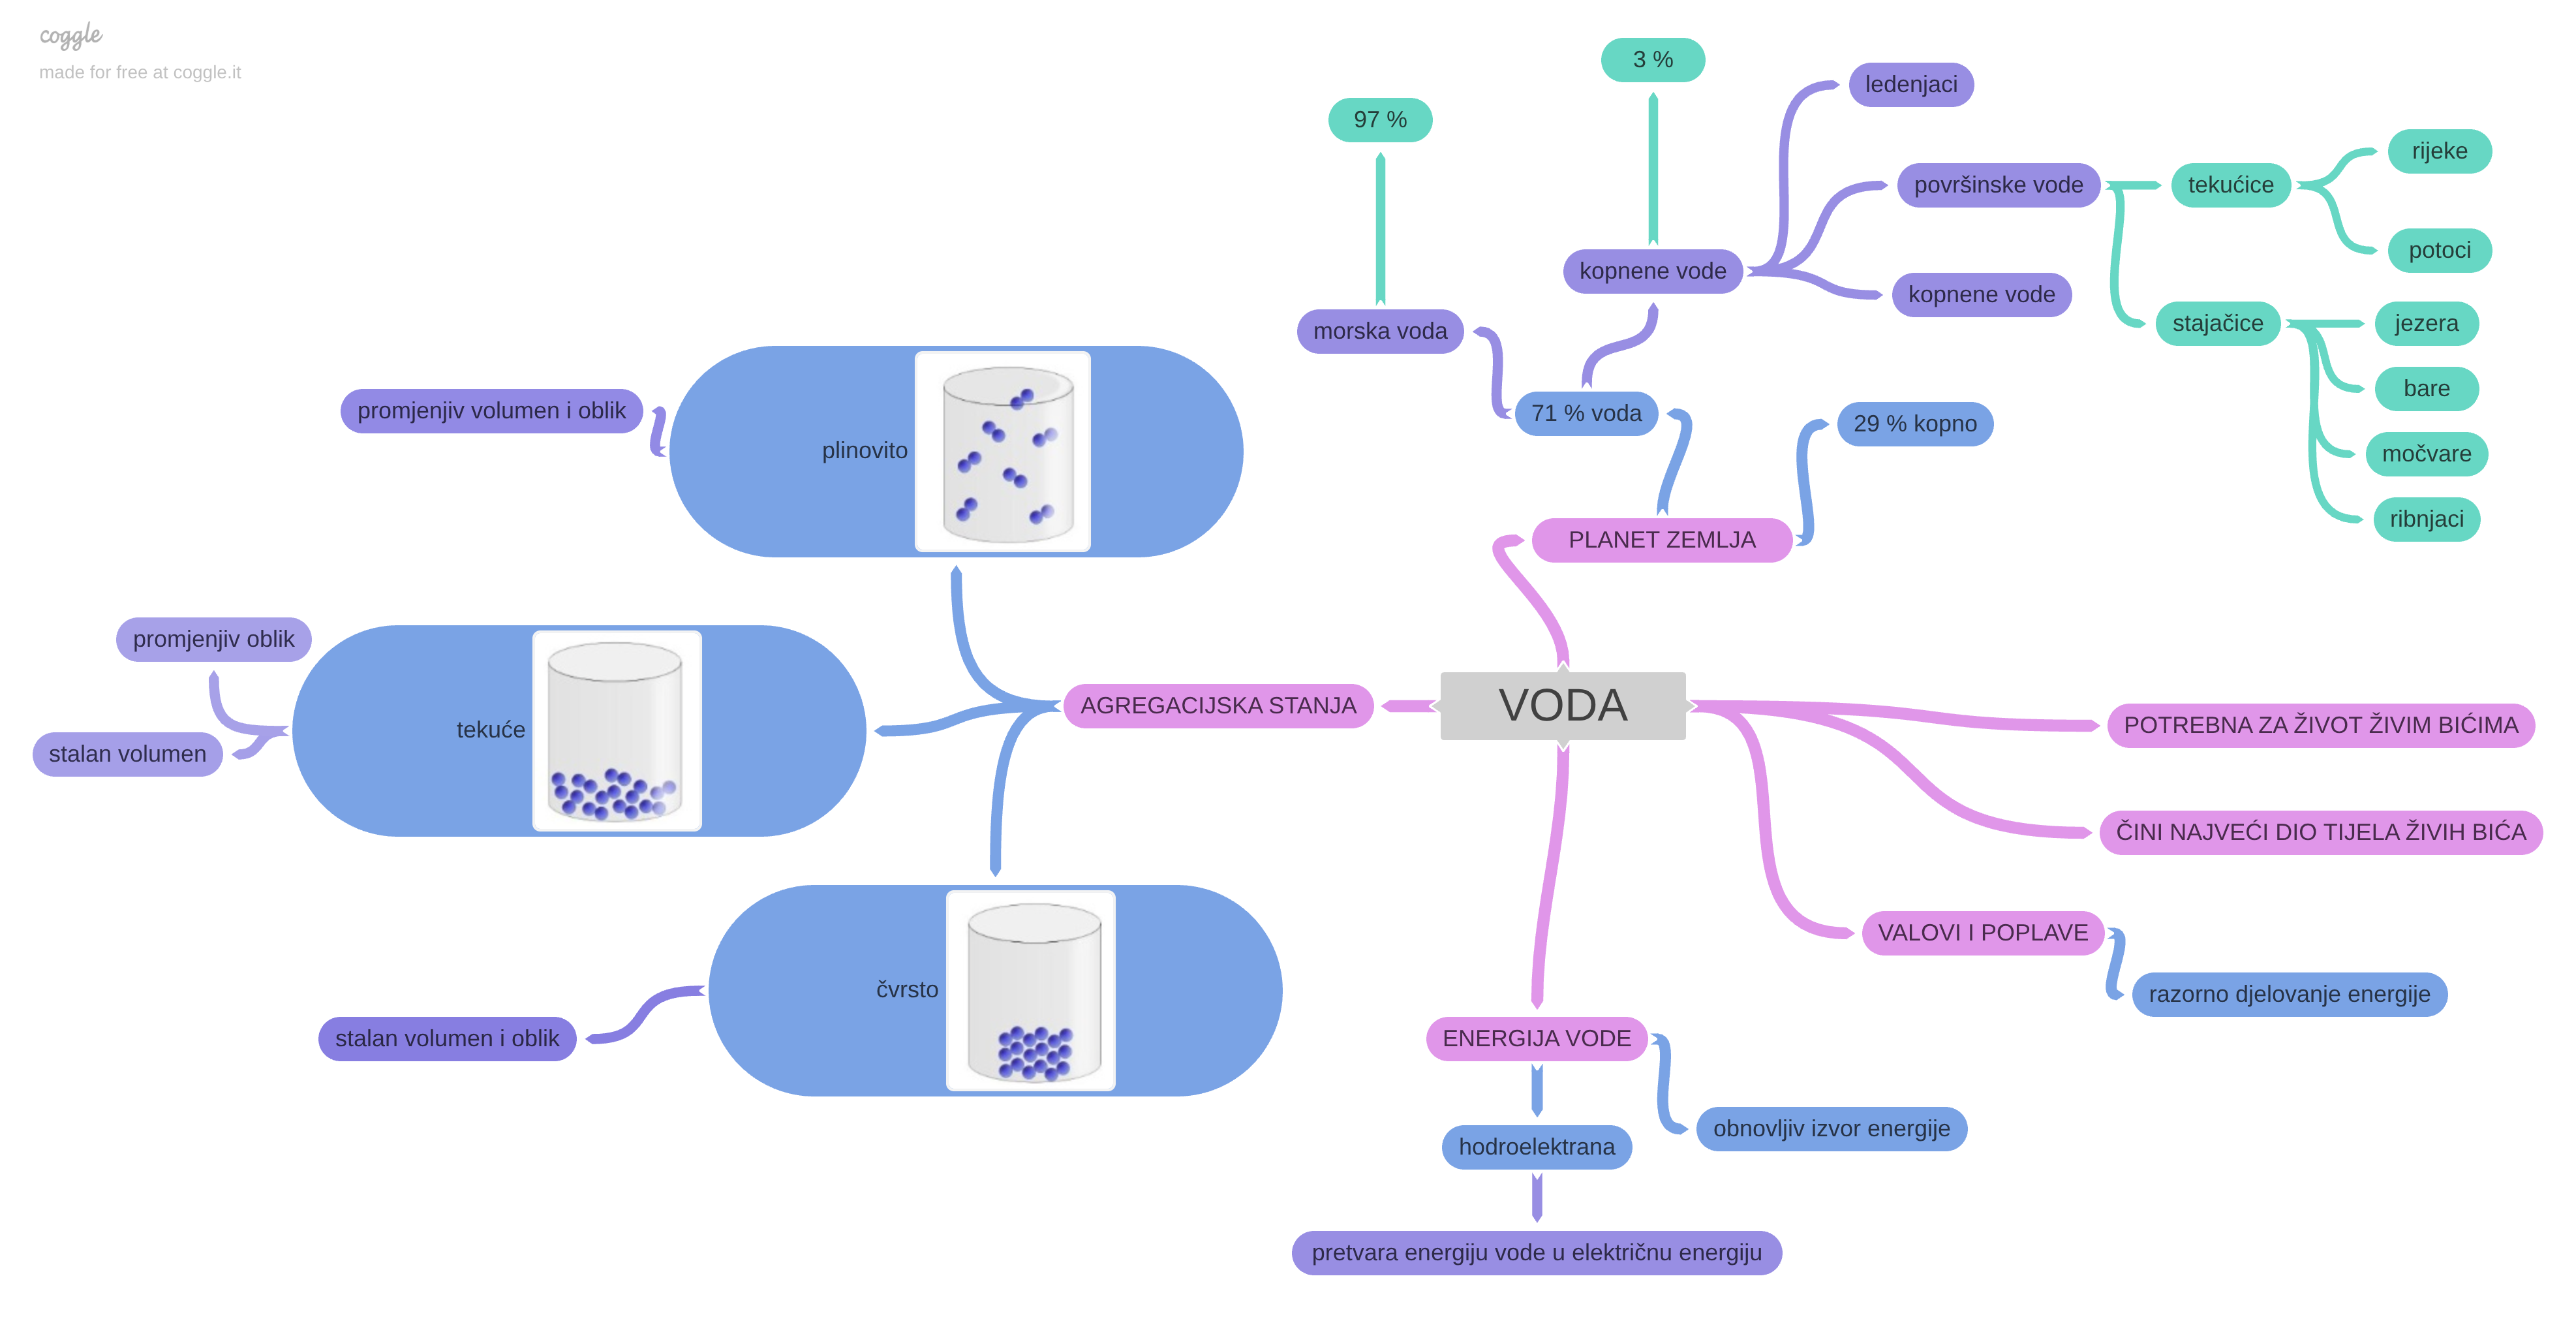 coggle
made for free at coggle.it
VODA
PLANET ZEMLJA
71 % voda
morska voda
97 %
kopnene vode
3 %
ledenjaci
površinske vode
tekućice
rijeke
potoci
stajačice
jezera
bare
močvare
ribnjaci
kopnene vode
29 % kopno
POTREBNA ZA ŽIVOT ŽIVIM BIĆIMA
ČINI NAJVEĆI DIO TIJELA ŽIVIH BIĆA
VALOVI I POPLAVE
razorno djelovanje energije
ENERGIJA VODE
obnovljiv izvor energije
hodroelektrana
pretvara energiju vode u električnu energiju
AGREGACIJSKA STANJA
plinovito
promjenjiv volumen i oblik
tekuće
promjenjiv oblik
stalan volumen
čvrsto
stalan volumen i oblik